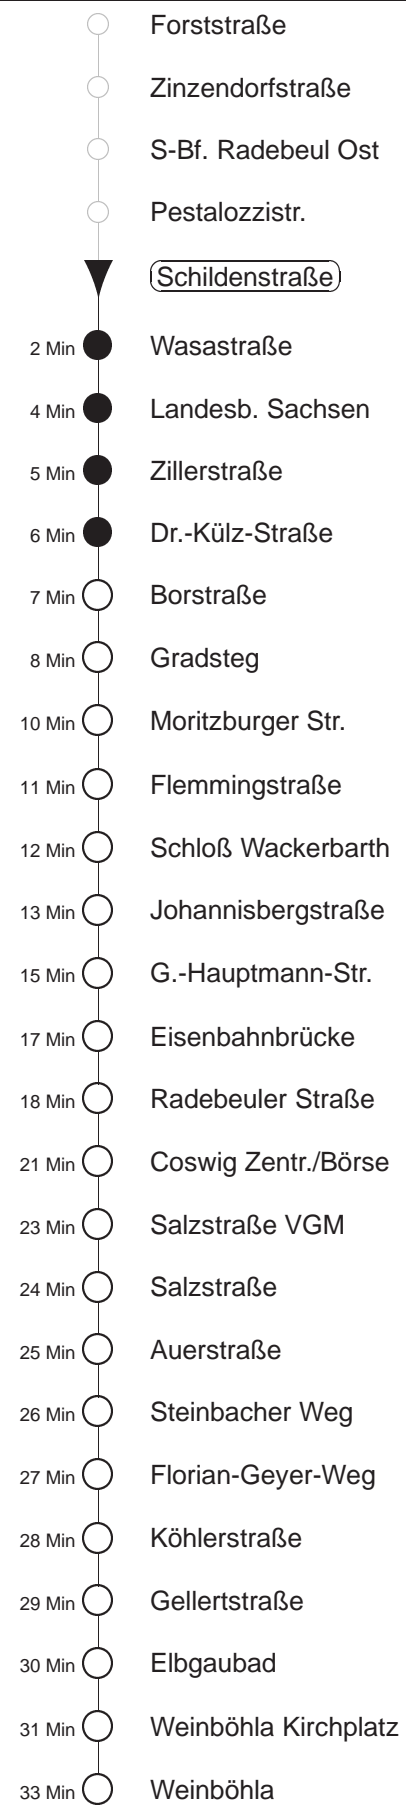 Forststraße
Zinzendorfstraße
S-Bf. Radebeul Ost
Pestalozzistr.
Schildenstraße
2 Min Wasastraße
4 Min Landesb. Sachsen
5 Min Zillerstraße
6 Min Dr.-Külz-Straße
7 Min Borstraße
8 Min Gradsteg
10 Min Moritzburger Str.
11 Min Flemmingstraße
12 Min Schloß Wackerbarth
13 Min Johannisbergstraße
15 Min G.-Hauptmann-Str.
17 Min Eisenbahnbrücke
18 Min Radebeuler Straße
21 Min Coswig Zentr./Börse
23 Min Salzstraße VGM
24 Min Salzstraße
25 Min Auerstraße
26 Min Steinbacher Weg
27 Min Florian-Geyer-Weg
28 Min Köhlerstraße
29 Min Gellertstraße
30 Min Elbgaubad
31 Min Weinböhla Kirchplatz
33 Min Weinböhla